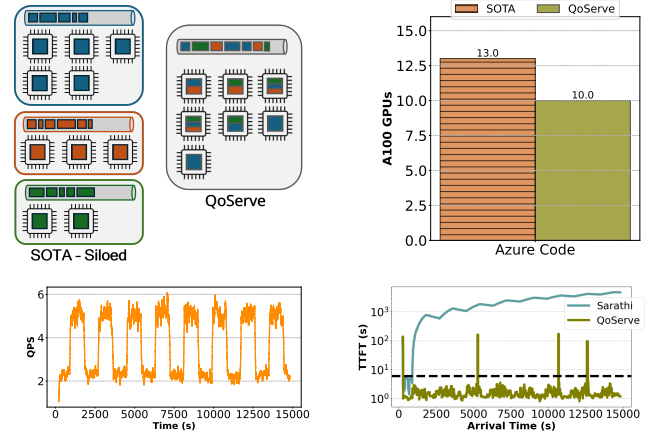 SOTA - Siloed
QoServe
SOTA QoServe
15.0
12.5
10.0
7.5
5.0
2.5
0.0
A100 GPUs
13.0
10.0
Azure Code
6
4
2
QPS
0 2500 5000 7500 10000 12500 15000
Time (s)
10³
10²
10¹
10⁰
TTFT (s)
Sarathi
QoServe
0 2500 5000 7500 10000 12500 15000
Arrival Time (s)